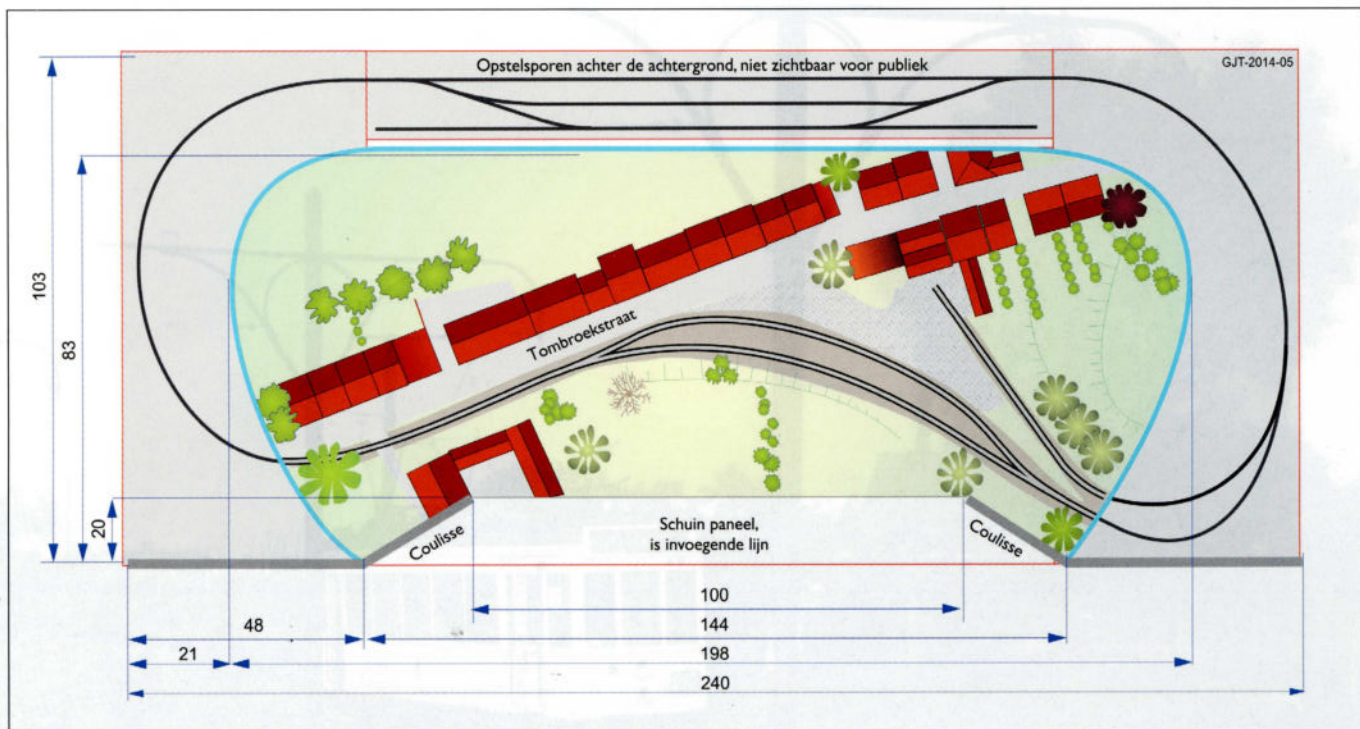 Opstelsporen achter de achtergrond, niet zichtbaar voor publiek
GJT-2014-05
103
83
Tombroekstraat
20
Coulisse
Schuin paneel,
is invoegende lijn
Coulisse
100
48
144
21
198
240